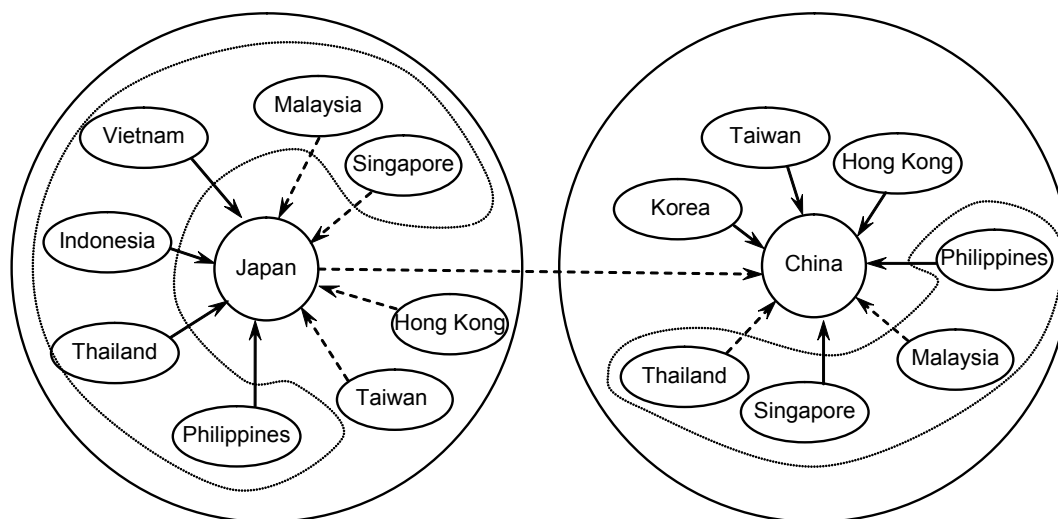 Malaysia
Vietnam
Singapore
Indonesia
Japan
Hong Kong
Thailand
Taiwan
Philippines
Taiwan
Hong Kong
Korea
China
Philippines
Thailand
Malaysia
Singapore